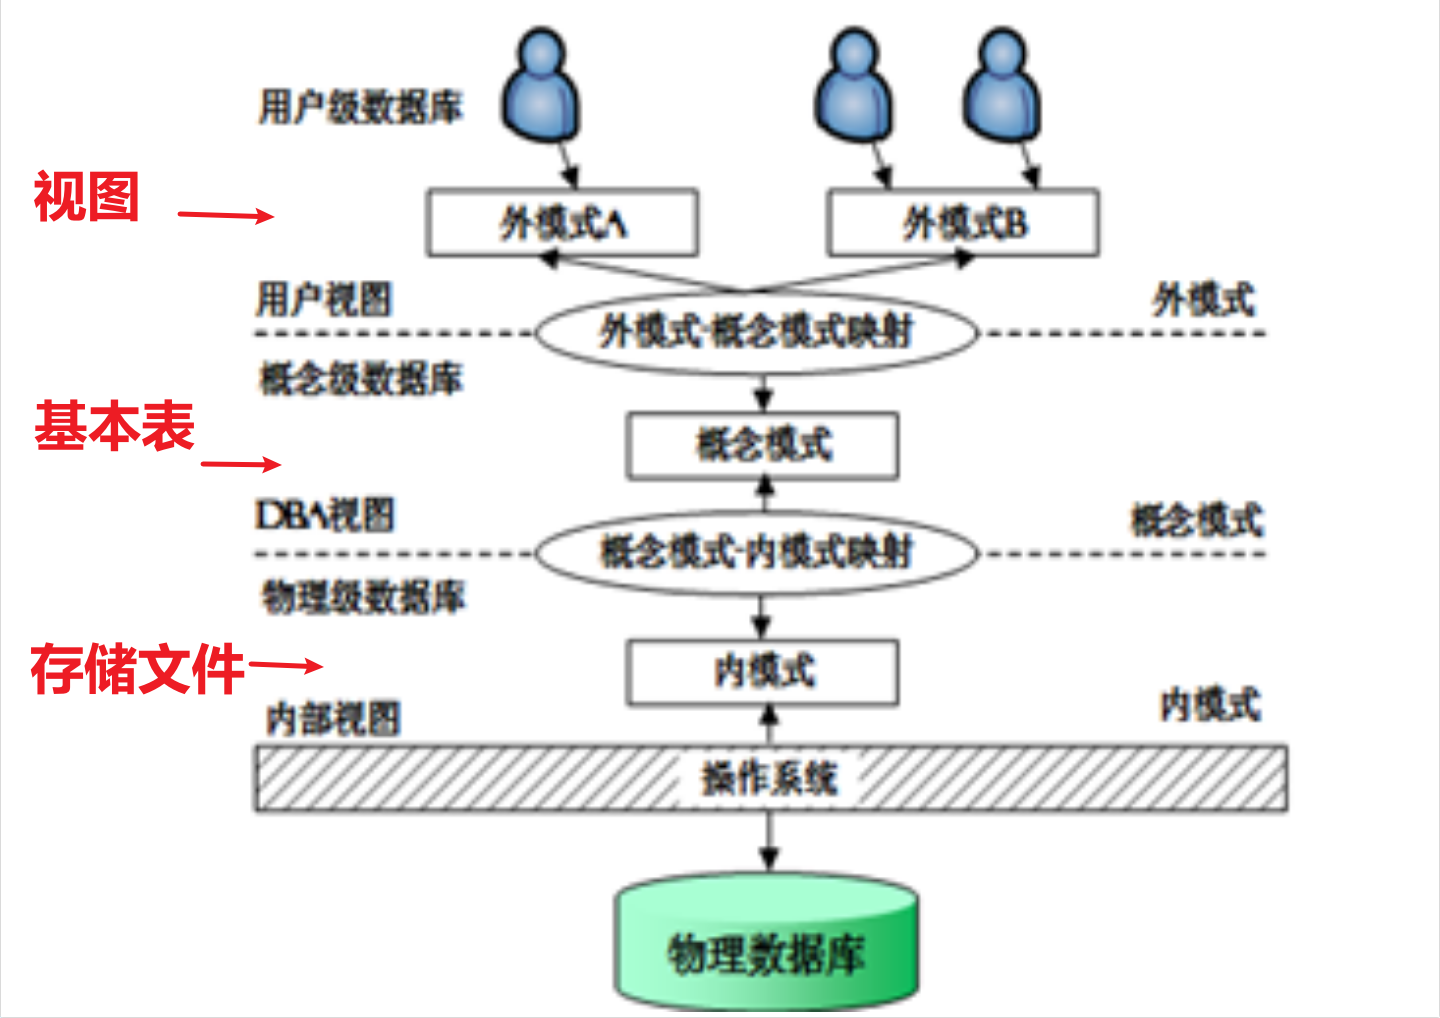 用户级数据库
视图
外模式A
外模式B
用户视图
外模式
外模式-概念模式映射
概念级数据库
基本表
概念模式
DBA视图
概念模式
概念模式-内模式映射
物理级数据库
存储文件
内模式
内部视图
内模式
操作系统
物理数据库